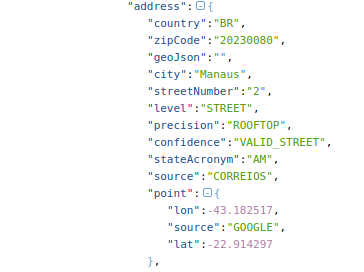 "address": {
"country":"BR",
"zipCode":"20230080",
"geoJson":"",
"city":"Manaus",
"streetNumber":"2",
"level":"STREET",
"precision":"ROOFTOP",
"confidence":"VALID_STREET",
"stateAcronym":"AM",
"source":"CORREIOS",
"point": {
"lon":-43.182517,
"source":"GOOGLE",
"lat":-22.914297
},